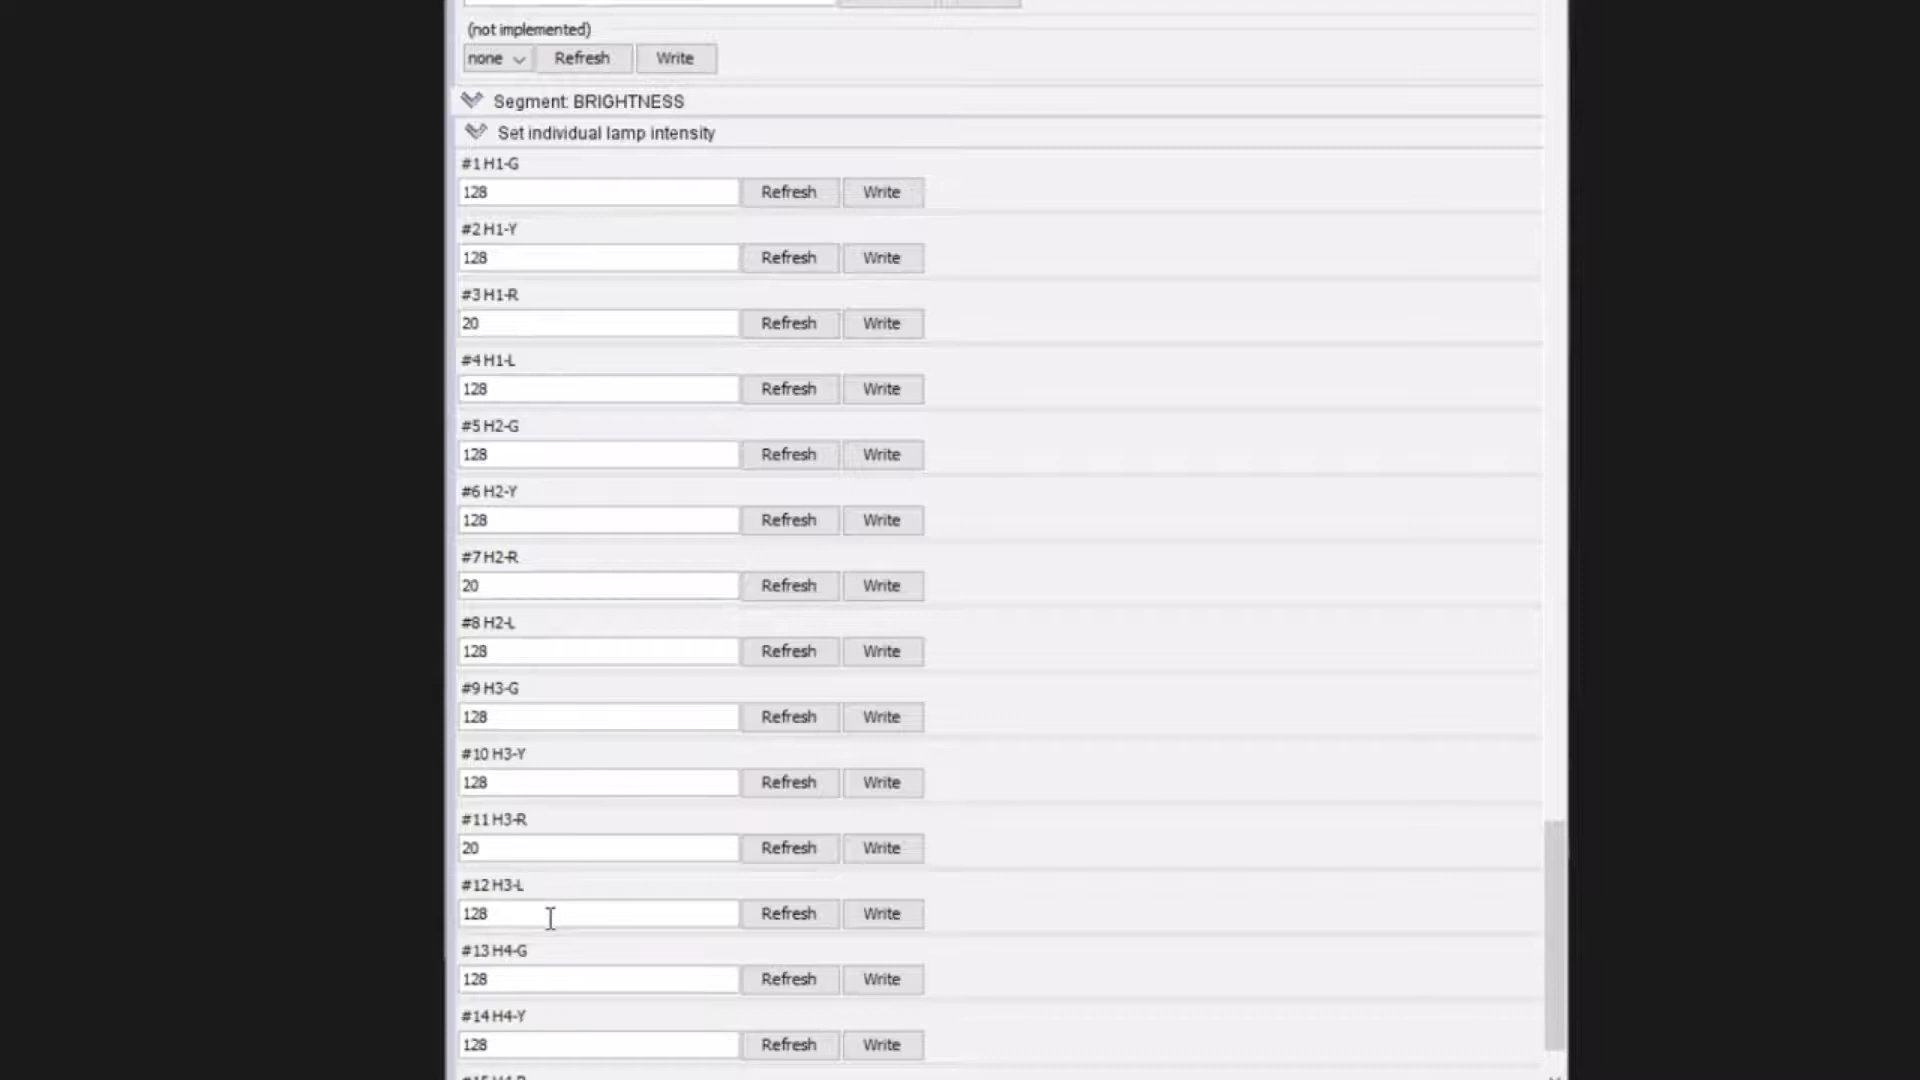 (not implemented)
none Refresh Write
Segment: BRIGHTNESS
Set individual lamp intensity
#1 H1-G
128 Refresh Write
#2 H1-Y
128 Refresh Write
#3 H1-R
20 Refresh Write
#4 H1-L
128 Refresh Write
#5 H2-G
128 Refresh Write
#6 H2-Y
128 Refresh Write
#7 H2-R
20 Refresh Write
#8 H2-L
128 Refresh Write
#9 H3-G
128 Refresh Write
#10 H3-Y
128 Refresh Write
#11 H3-R
20 Refresh Write
#12 H3-L
128 Refresh Write
#13 H4-G
128 Refresh Write
#14 H4-Y
128 Refresh Write